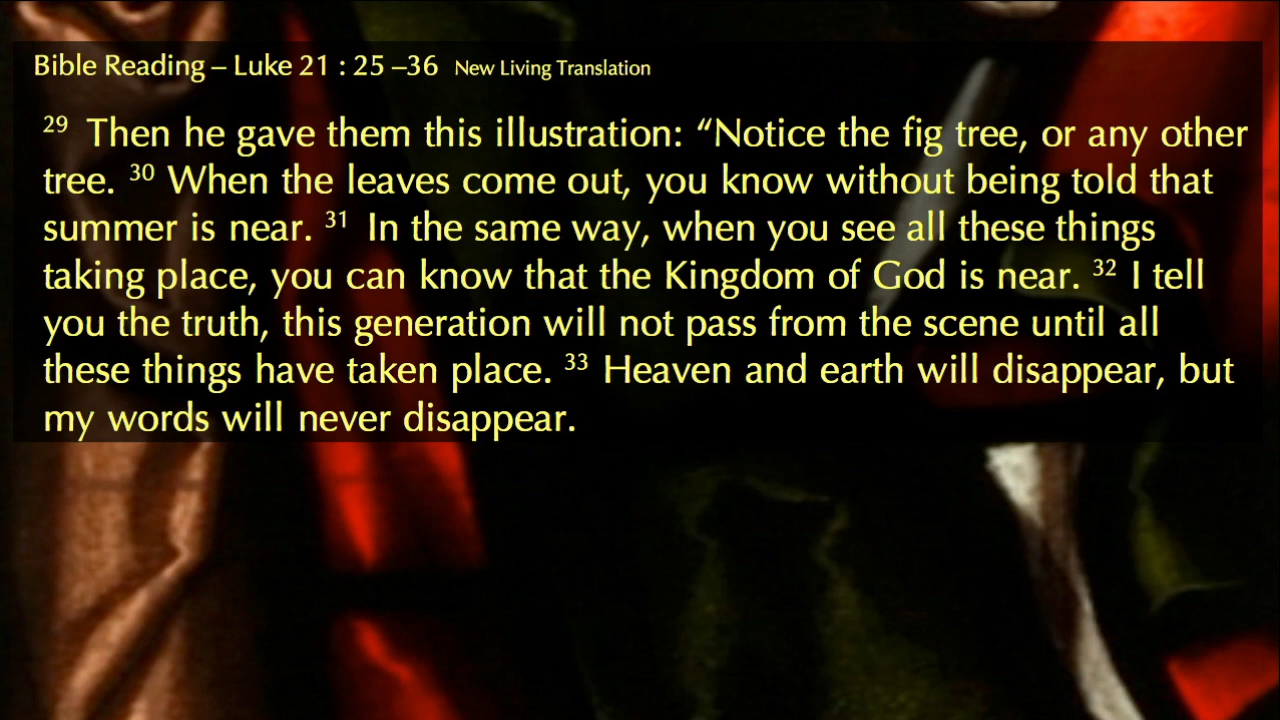 Bible Reading – Luke 21 : 25 –36 New Living Translation
29 Then he gave them this illustration: “Notice the fig tree, or any other
tree. 30 When the leaves come out, you know without being told that
summer is near. 31 In the same way, when you see all these things
taking place, you can know that the Kingdom of God is near. 32 I tell
you the truth, this generation will not pass from the scene until all
these things have taken place. 33 Heaven and earth will disappear, but
my words will never disappear.